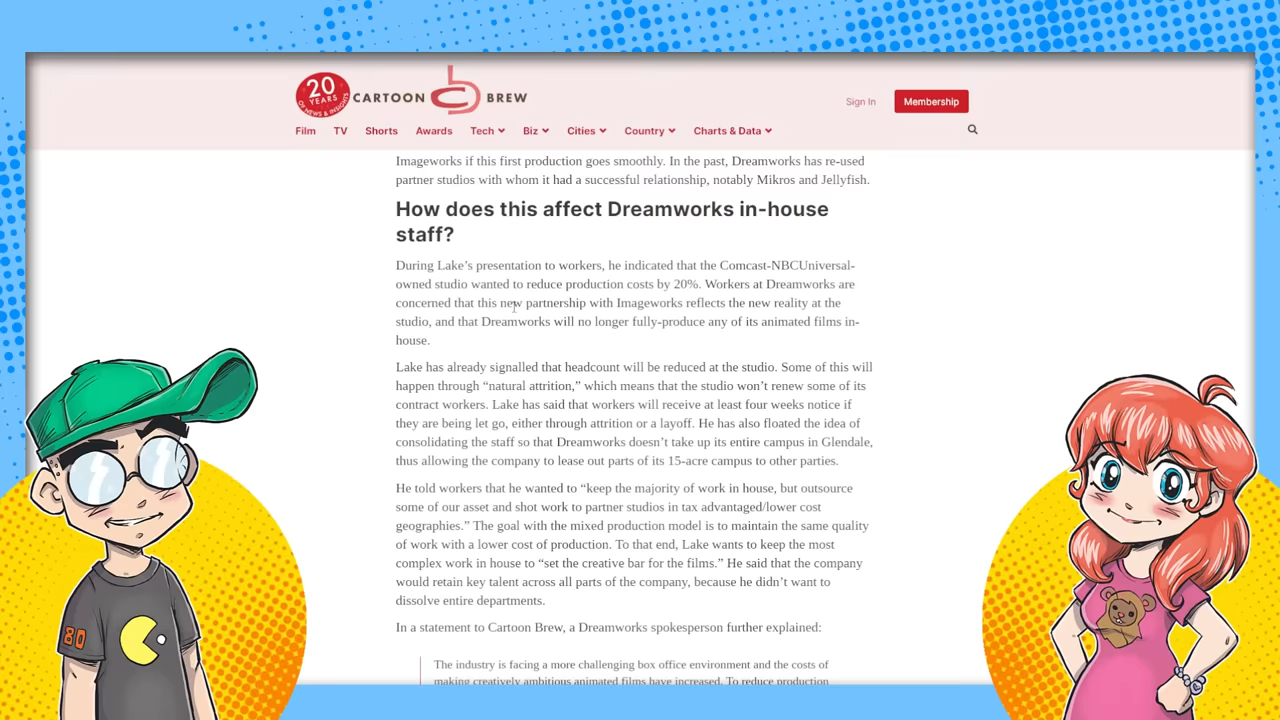 20
YEARS
OF NEWS & INSIGHTS
CARTOON BREW
Sign In
Membership
Film TV Shorts Awards Tech Biz Cities Country Charts & Data
Imageworks if this first production goes smoothly. In the past, Dreamworks has re-used
partner studios with whom it had a successful relationship, notably Mikros and Jellyfish.
How does this affect Dreamworks in-house
staff?
During Lake’s presentation to workers, he indicated that the Comcast-NBCUniversal-
owned studio wanted to reduce production costs by 20%. Workers at Dreamworks are
concerned that this new partnership with Imageworks reflects the new reality at the
studio, and that Dreamworks will no longer fully-produce any of its animated films in-
house.
Lake has already signalled that headcount will be reduced at the studio. Some of this will
happen through “natural attrition,” which means that the studio won’t renew some of its
contract workers. Lake has said that workers will receive at least four weeks notice if
they are being let go, either through attrition or a layoff. He has also floated the idea of
consolidating the staff so that Dreamworks doesn’t take up its entire campus in Glendale,
thus allowing the company to lease out parts of its 15-acre campus to other parties.
He told workers that he wanted to “keep the majority of work in house, but outsource
some of our asset and shot work to partner studios in tax advantaged/lower cost
geographies.” The goal with the mixed production model is to maintain the same quality
of work with a lower cost of production. To that end, Lake wants to keep the most
complex work in house to “set the creative bar for the films.” He said that the company
would retain key talent across all parts of the company, because he didn’t want to
dissolve entire departments.
In a statement to Cartoon Brew, a Dreamworks spokesperson further explained:
The industry is facing a more challenging box office environment and the costs of
making creatively ambitious animated films have increased. To reduce production
80